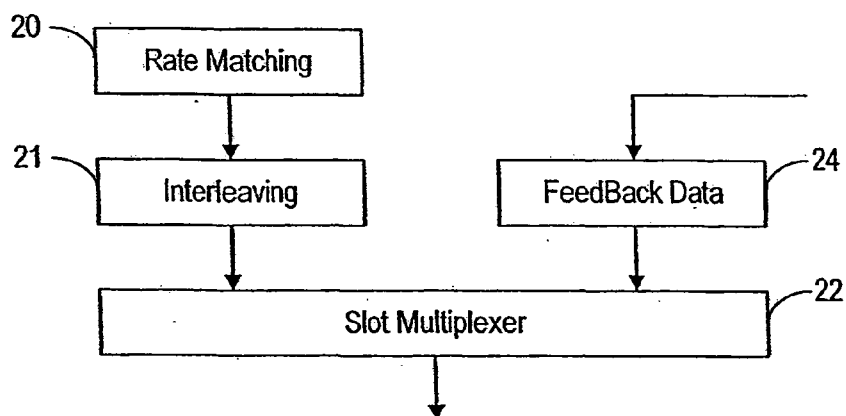 20
Rate Matching
21
Interleaving
FeedBack Data
24
Slot Multiplexer
22